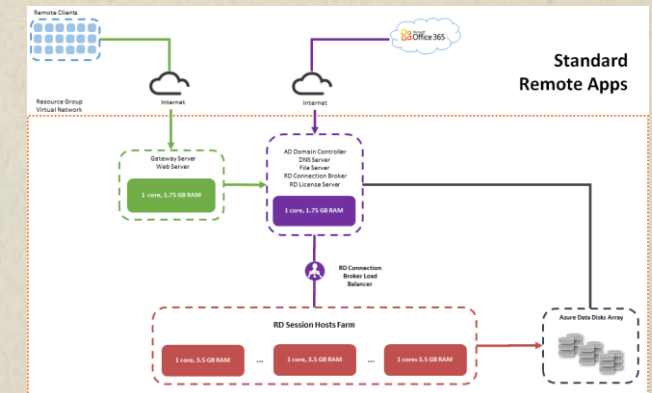 Remote Clients
Microsoft
Office 365
Standard
Remote Apps
Internet
Internet
Resource Group
Virtual Network
Gateway Server
Web Server
1 core, 1.75 GB RAM
AD Domain Controller
DNS Server
File Server
RD Connection Broker
RD License Server
1 core, 1.75 GB RAM
RD Connection
Broker Load
Balancer
RD Session Hosts Farm
1 core, 3.5 GB RAM
...
1 core, 3.5 GB RAM
...
1 cores 3.5 GB RAM
Azure Data Disks Array